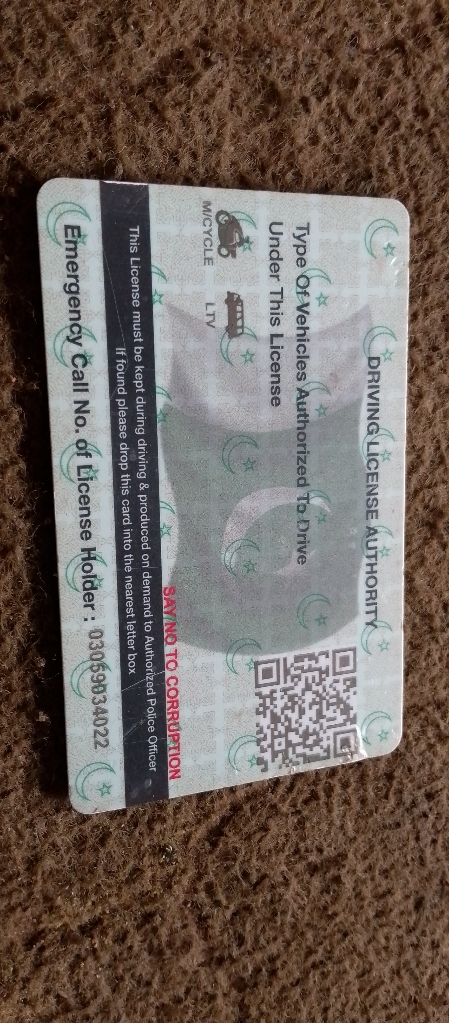 DRIVING LICENSE AUTHORITY
Type Of Vehicles Authorized To Drive
Under This License
M/CYCLE
LTV
SAY NO TO CORRUPTION
This License must be kept during driving & produced on demand to Authorized Police Officer
If found please drop this card into the nearest letter box
Emergency Call No. of License Holder : 03059034022